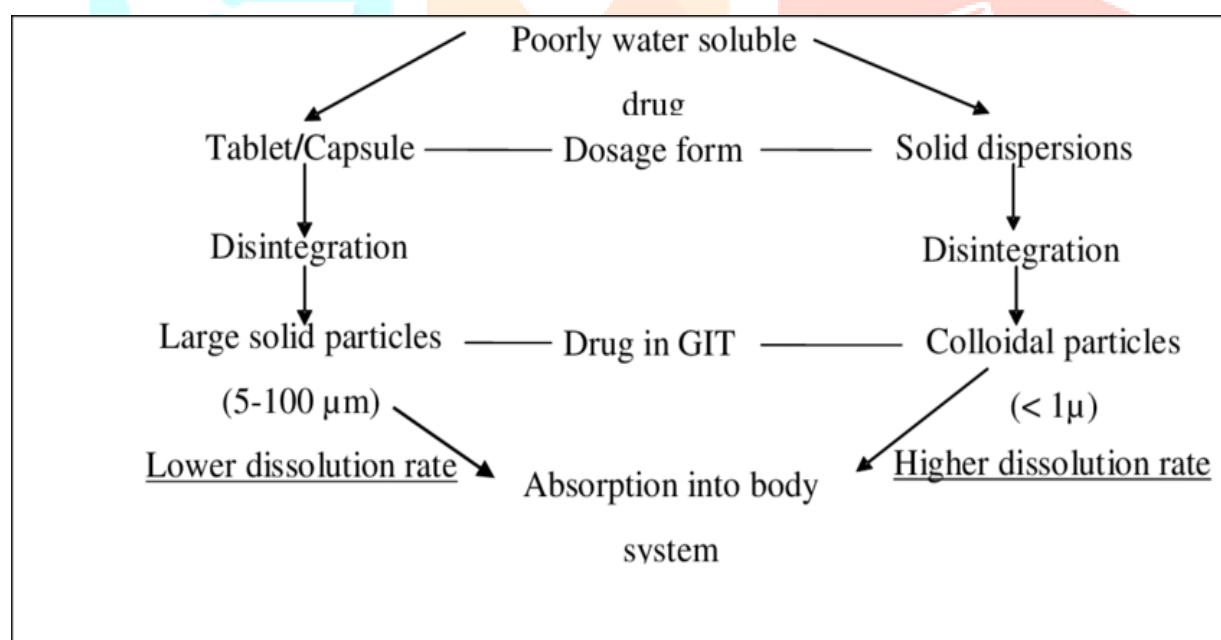 Poorly water soluble
drug
Tablet/Capsule Dosage form Solid dispersions
Disintegration Disintegration
Large solid particles Drug in GIT Colloidal particles
(5-100 µm) (< 1µ)
Lower dissolution rate Higher dissolution rate
Absorption into body
system